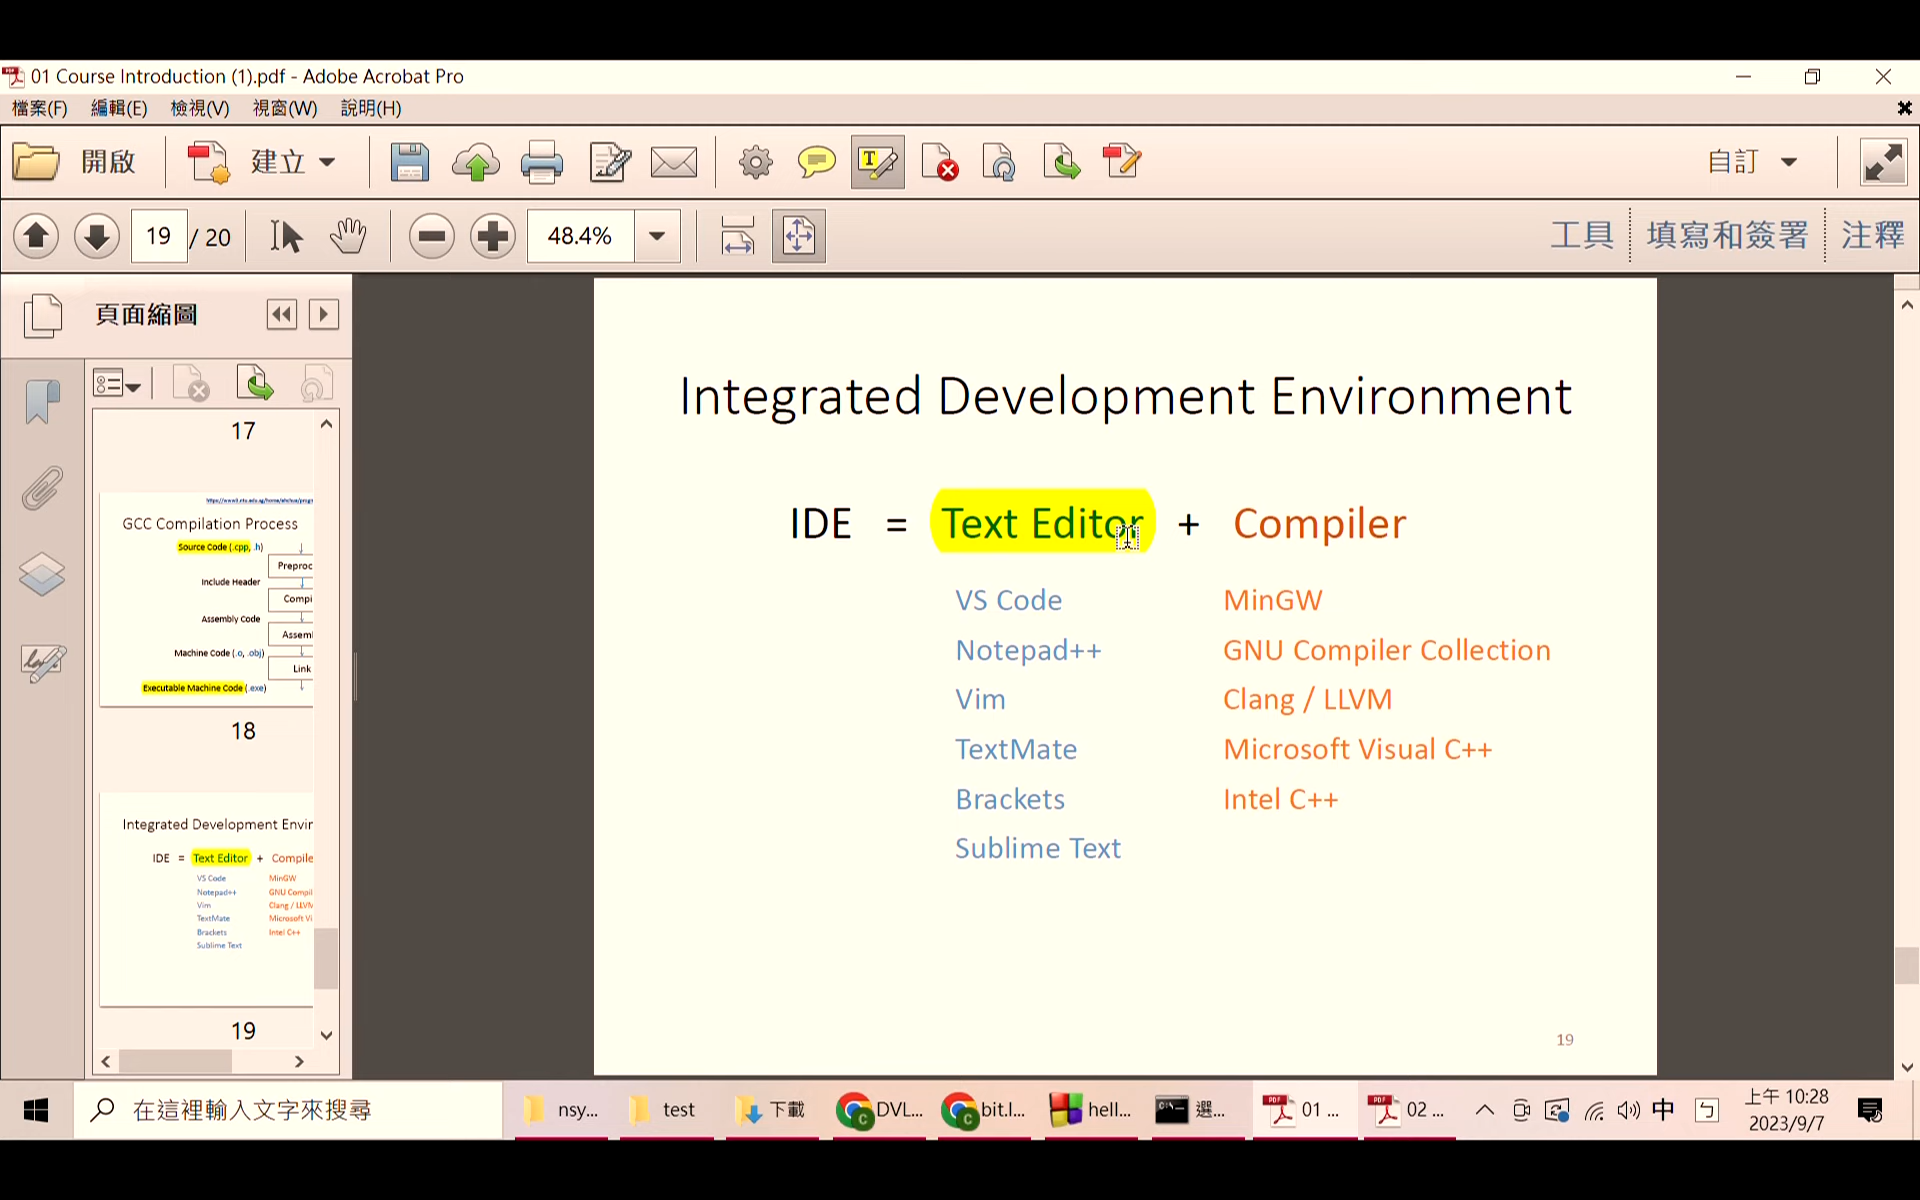 01 Course Introduction (1).pdf - Adobe Acrobat Pro
檔案(F) 編輯(E) 檢視(V) 視窗(W) 說明(H)
開啟 建立 自訂
19 / 20 48.4% 工具 填寫和簽署 注釋
頁面縮圖
17
GCC Compilation Process
Source Code (.cpp, .h)
Preproc
Include Header
Compi
Assembly Code
Assem
Machine Code (.o, .obj)
Link
Executable Machine Code (.exe)
18
Integrated Development Envir
IDE = Text Editor + Compile
VS Code MinGW
Notepad++ GNU Compil
Vim Clang / LLVM
TextMate Microsoft Vi
Brackets Intel C++
Sublime Text
19
Integrated Development Environment
IDE = Text Editor + Compiler
VS Code MinGW
Notepad++ GNU Compiler Collection
Vim Clang / LLVM
TextMate Microsoft Visual C++
Brackets Intel C++
Sublime Text
19
在這裡輸入文字來搜尋 nsy... test 下載 DVL... bit.l... hell... 選... 01 ... 02 ... 中 上午 10:28
2023/9/7